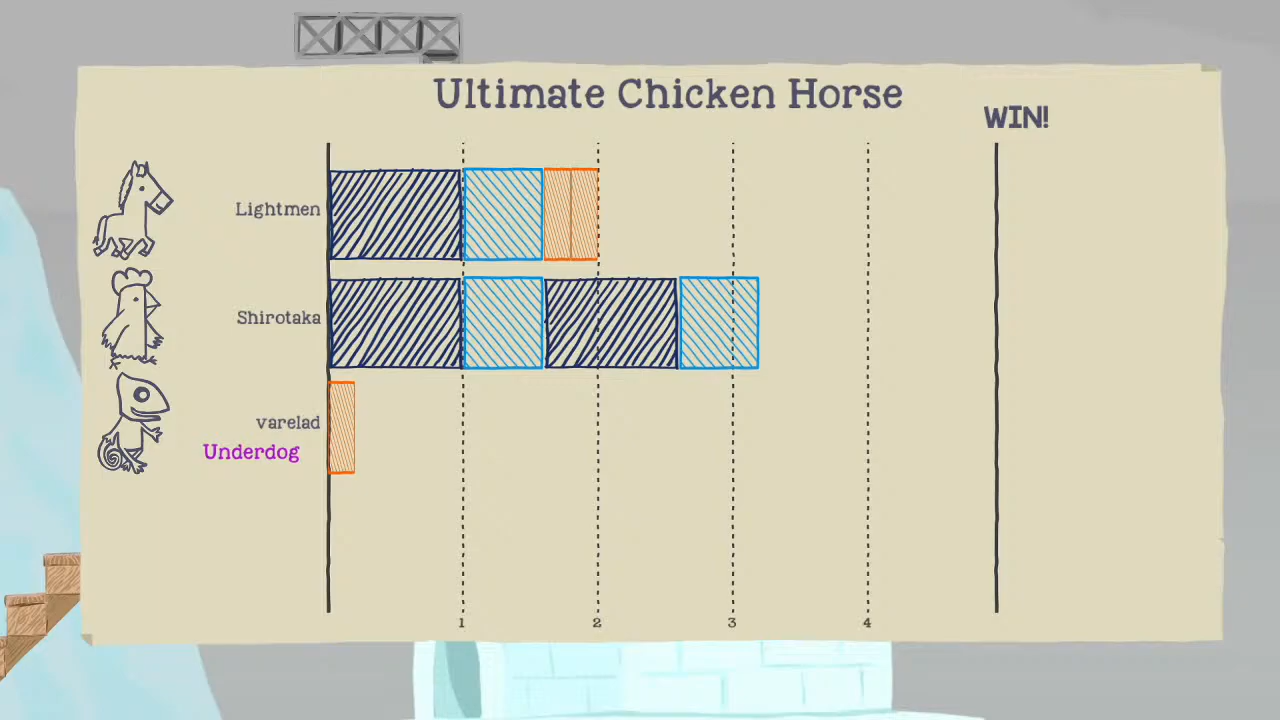 Ultimate Chicken Horse
WIN!
Lightmen
Shirotaka
varelad
Underdog
1 2 3 4